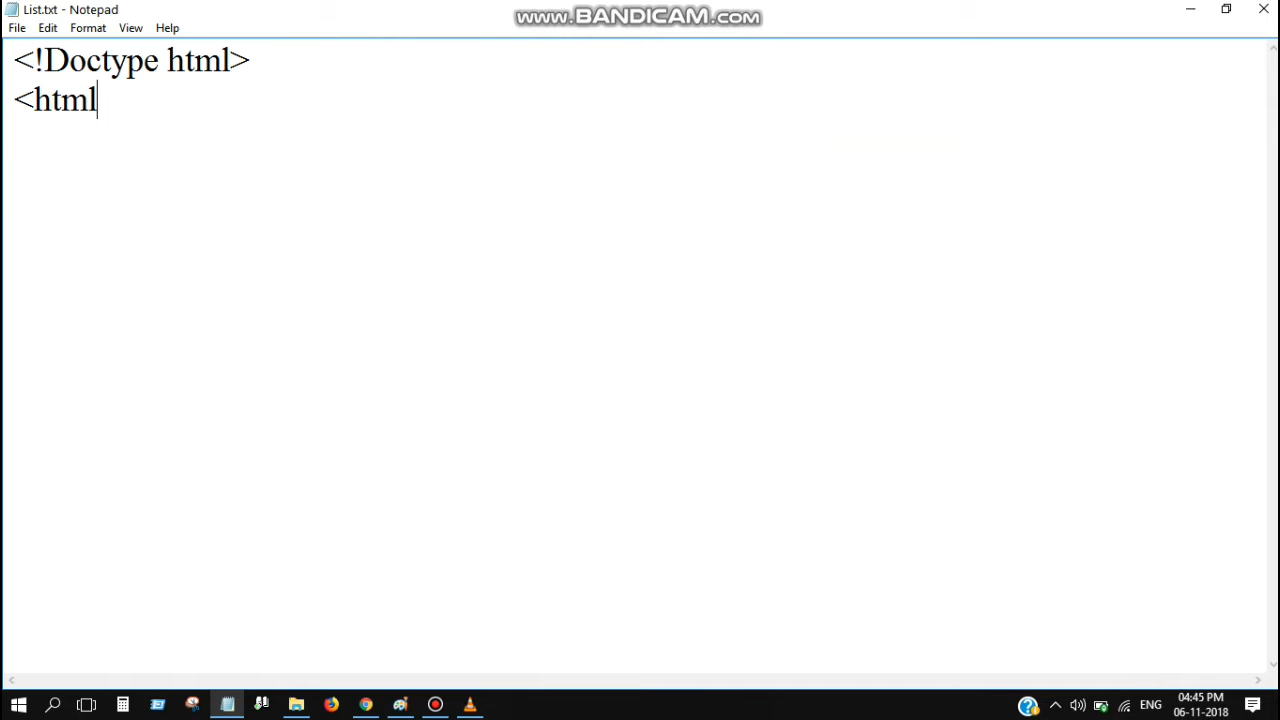 List.txt - Notepad
www.BANDICAM.com
File Edit Format View Help
<!Doctype html>
<html
ENG
04:45 PM
06-11-2018